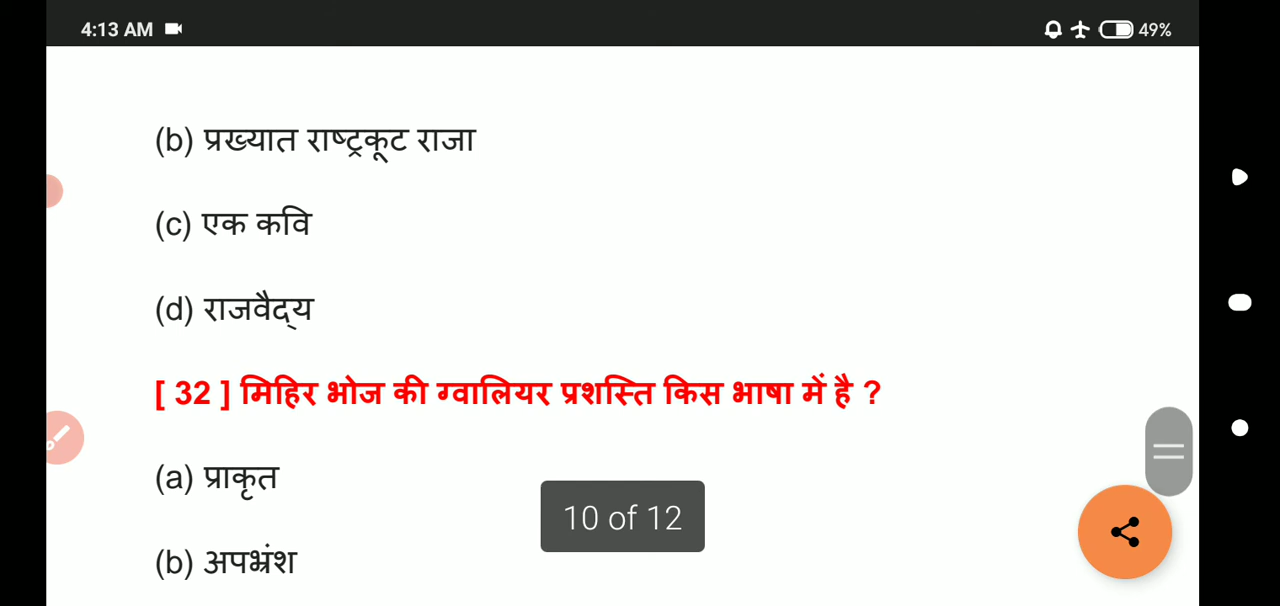 4:13 AM 49%
(b) प्रख्यात राष्ट्रकूट राजा
(c) एक कवि
(d) राजवैद्य
[ 32 ] मिहिर भोज की ग्वालियर प्रशस्ति किस भाषा में है ?
(a) प्राकृत
10 of 12
(b) अपभ्रंश